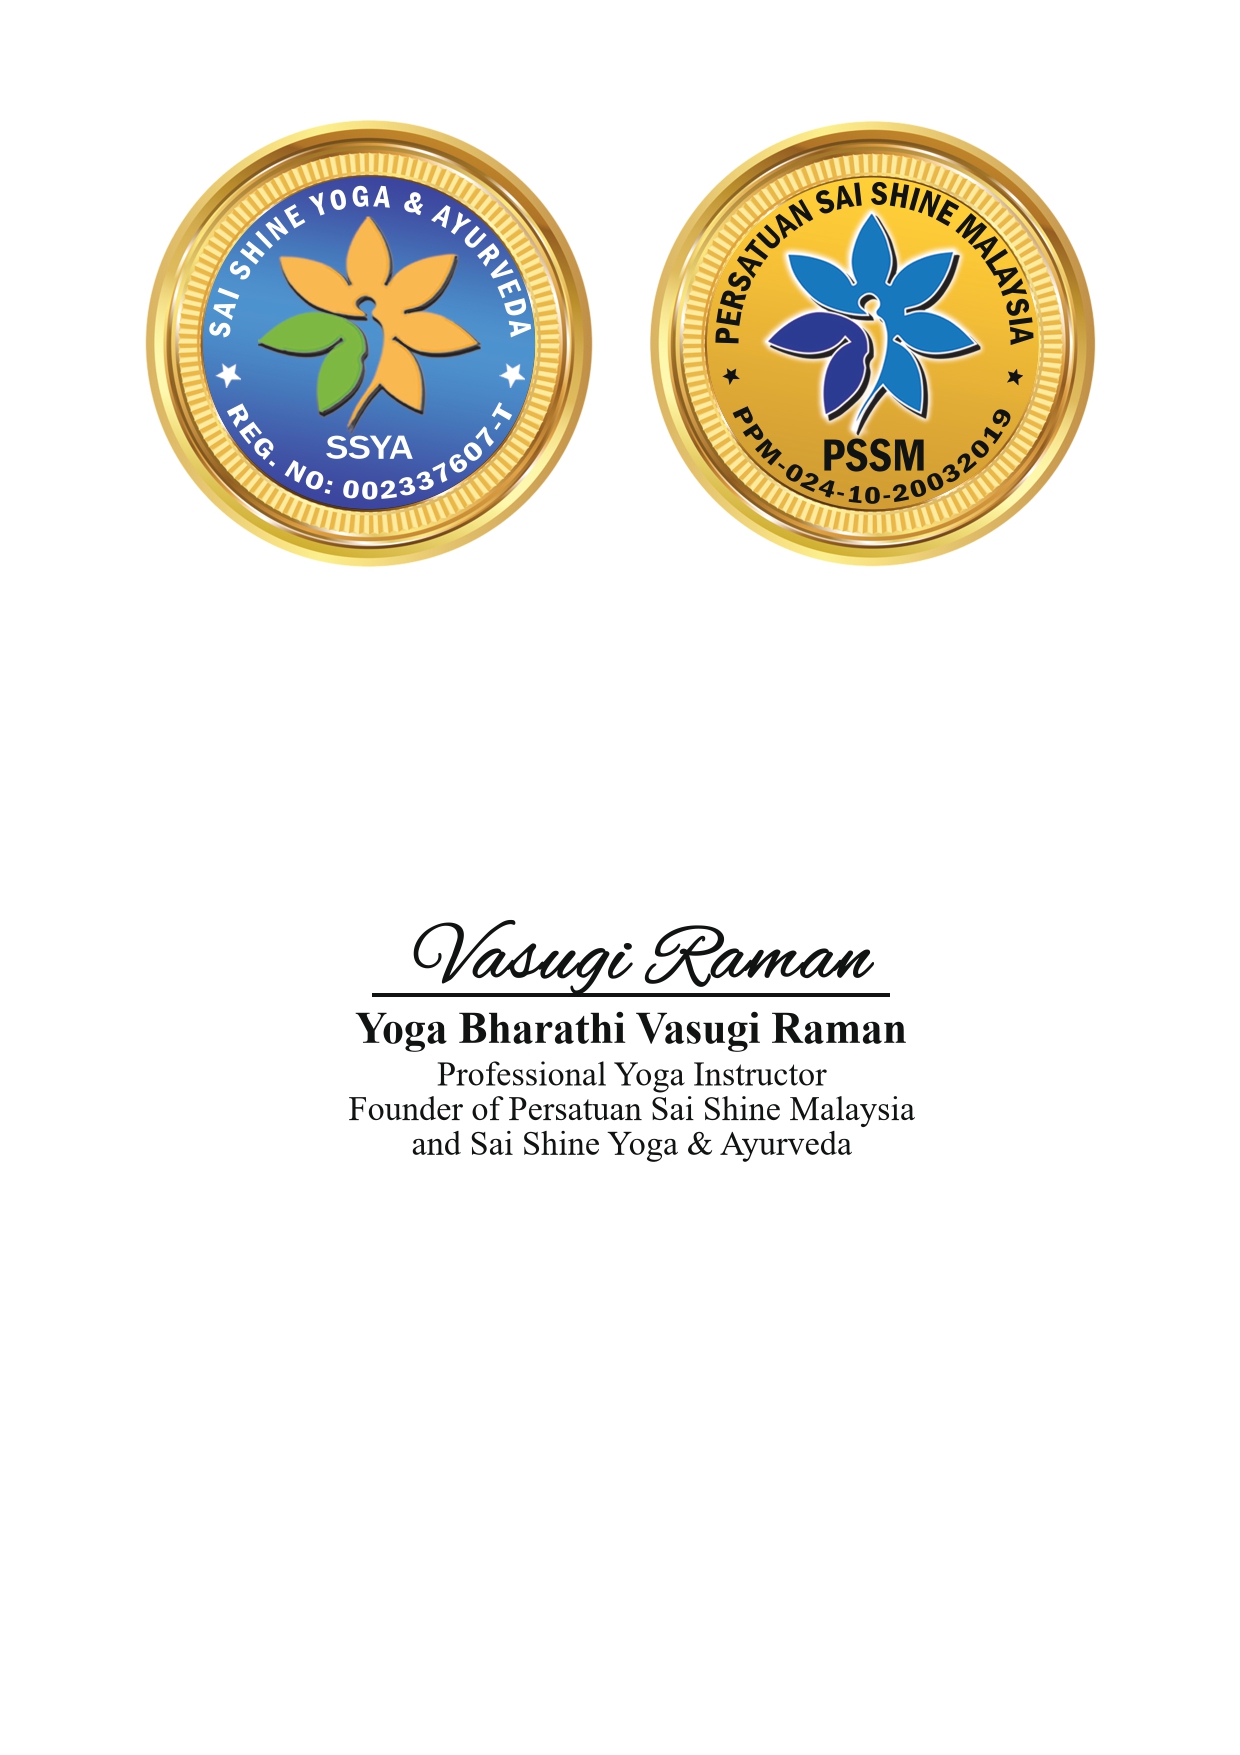 SAI SHINE YOGA & AYURVEDA
SSYA
REG. NO: 002337607-T
PERSATUAN SAI SHINE MALAYSIA
PSSM
PPM-024-10-20032019
Vasugi Raman
Yoga Bharathi Vasugi Raman
Professional Yoga Instructor
Founder of Persatuan Sai Shine Malaysia
and Sai Shine Yoga & Ayurveda